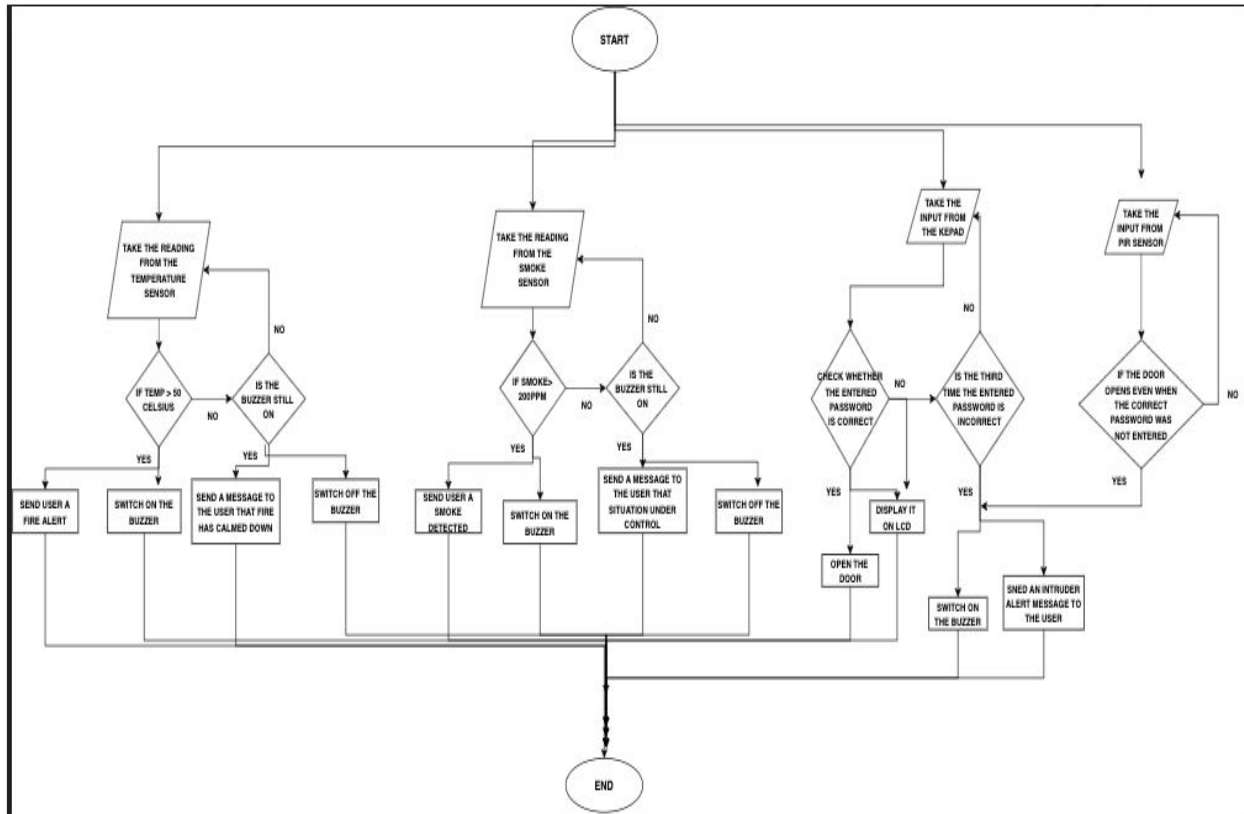 START
TAKE THE READING
FROM THE
TEMPERATURE
SENSOR
NO
IF TEMP > 50
CELSIUS
NO
IS THE
BUZZER STILL
ON
YES
YES
SEND USER A
FIRE ALERT
SWITCH ON THE
BUZZER
SEND A MESSAGE TO
THE USER THAT FIRE
HAS CALMED DOWN
SWITCH OFF THE
BUZZER
TAKE THE READING
FROM THE
SMOKE
SENSOR
NO
IF SMOKE>
200PPM
NO
IS THE
BUZZER STILL
ON
YES
YES
SEND USER A
SMOKE
DETECTED
SWITCH ON THE
BUZZER
SEND A MESSAGE TO
THE USER THAT
SITUATION UNDER
CONTROL
SWITCH OFF THE
BUZZER
TAKE THE
INPUT FROM
THE KEPAD
NO
CHECK WHETHER
THE ENTERED
PASSWORD
IS CORRECT
NO
IS THE THIRD
TIME THE ENTERED
PASSWORD IS
INCORRECT
YES
YES
DISPLAY IT
ON LCD
OPEN THE
DOOR
SWITCH ON
THE BUZZER
SNED AN INTRUDER
ALERT MESSAGE TO
THE USER
TAKE THE
INPUT FROM
PIR SENSOR
IF THE DOOR
OPENS EVEN WHEN
THE CORRECT
PASSWORD WAS
NOT ENTERED
NO
YES
END